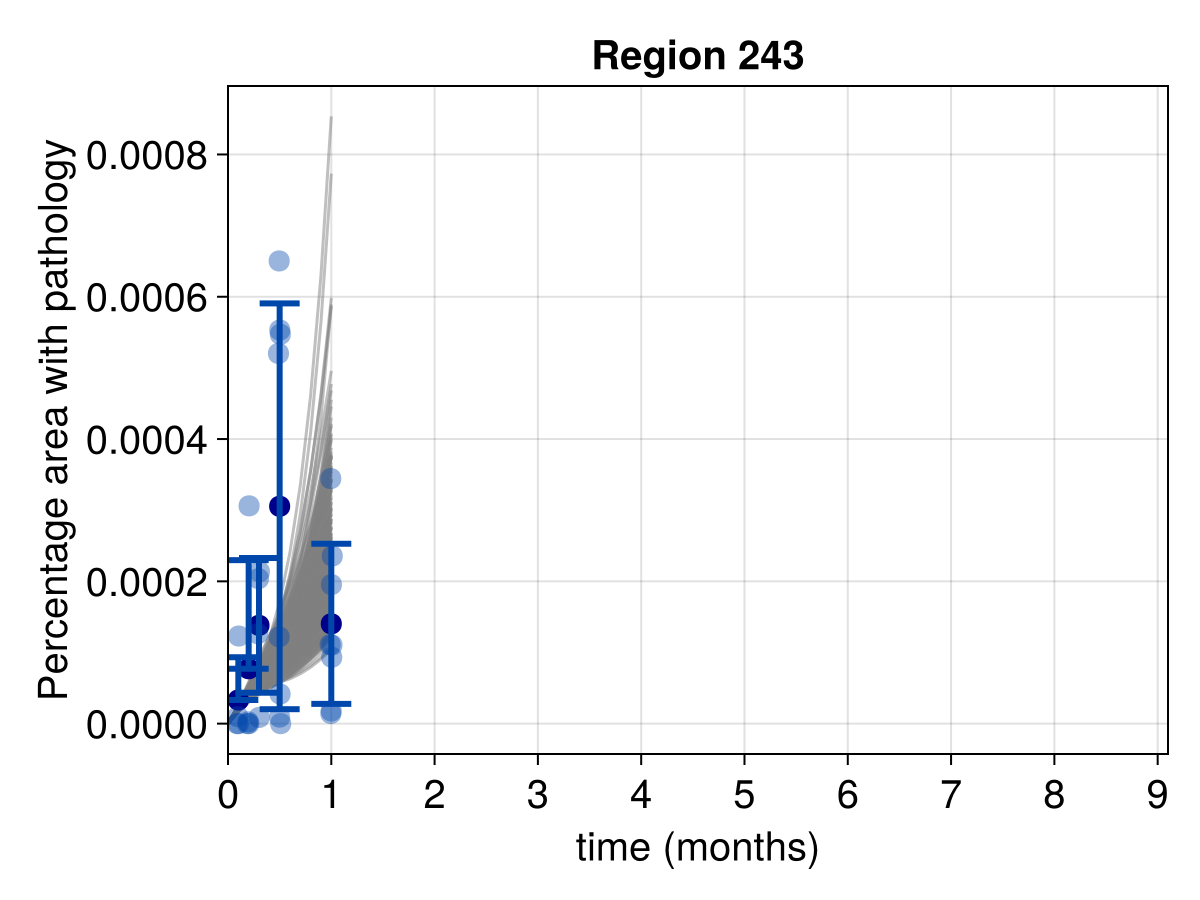 Region 243
Percentage area with pathology
0.0008
0.0006
0.0004
0.0002
0.0000
0 1 2 3 4 5 6 7 8 9
time (months)